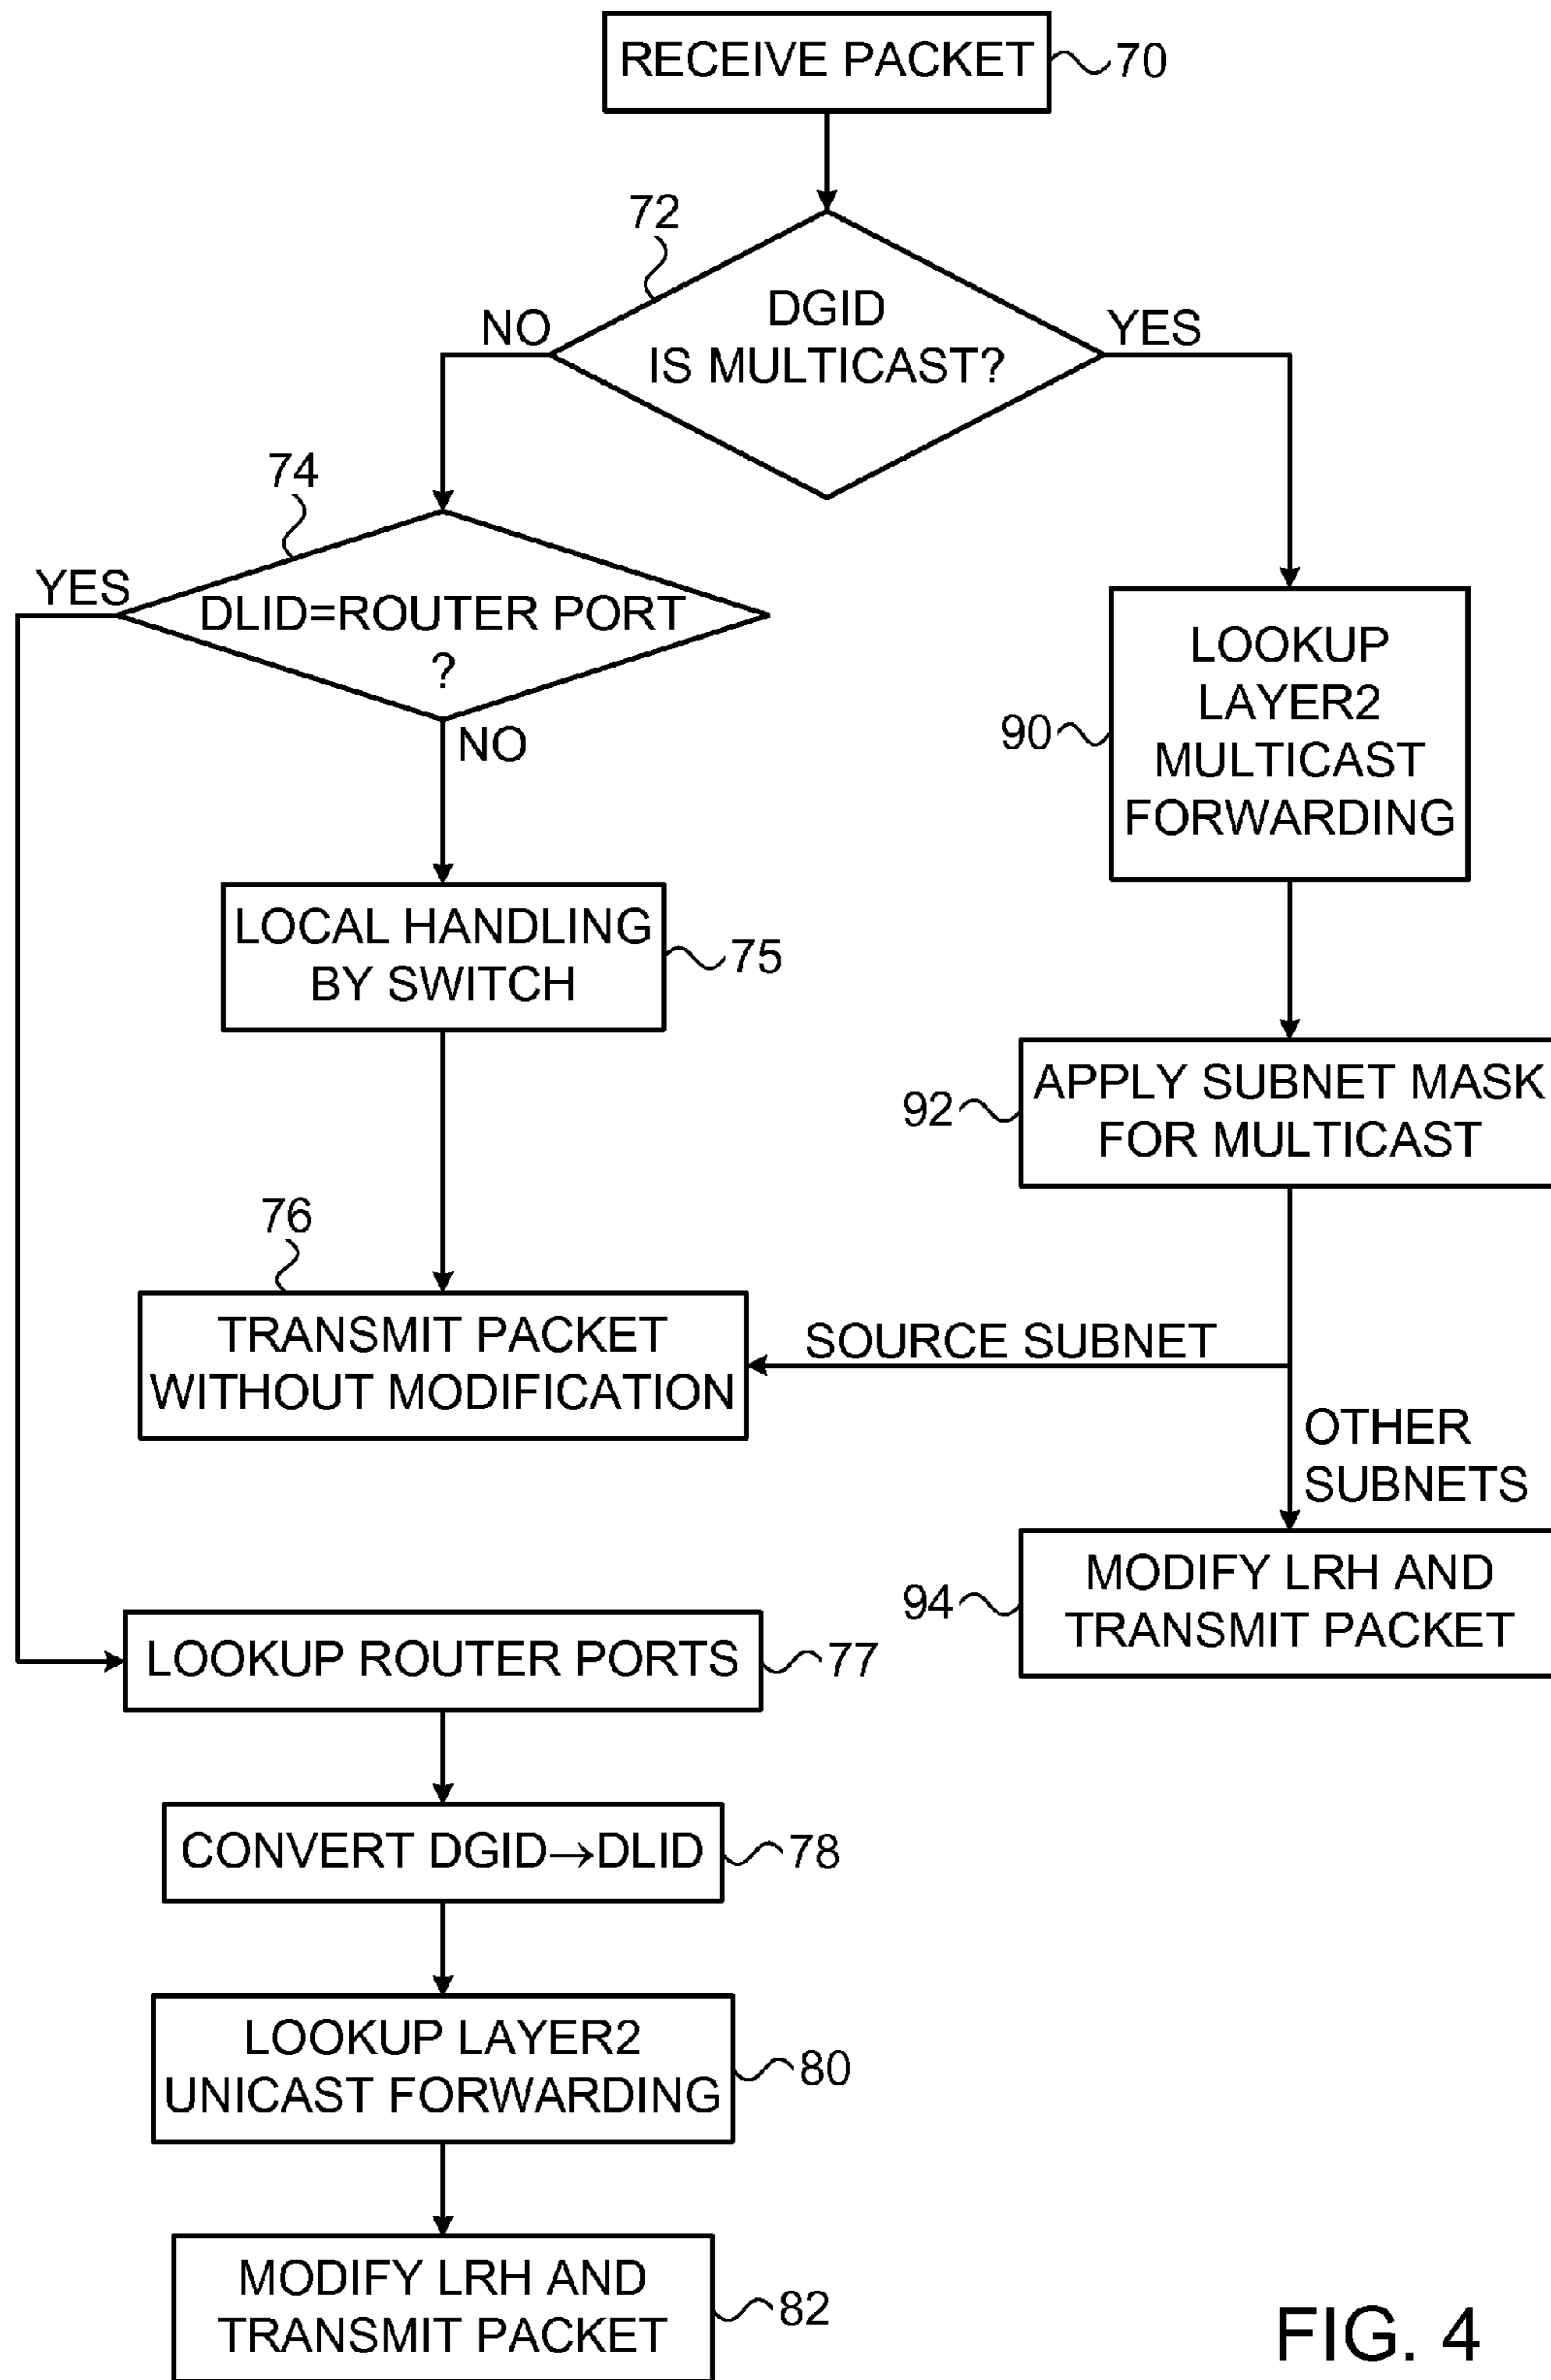 RECEIVE PACKET
70
72
DGID
IS MULTICAST?
NO
YES
74
YES
DLID=ROUTER PORT
?
NO
LOOKUP
LAYER2
MULTICAST
FORWARDING
90
LOCAL HANDLING
BY SWITCH
75
APPLY SUBNET MASK
FOR MULTICAST
92
76
TRANSMIT PACKET
WITHOUT MODIFICATION
SOURCE SUBNET
OTHER
SUBNETS
MODIFY LRH AND
TRANSMIT PACKET
94
LOOKUP ROUTER PORTS
77
CONVERT DGID→DLID
78
LOOKUP LAYER2
UNICAST FORWARDING
80
MODIFY LRH AND
TRANSMIT PACKET
82
FIG. 4